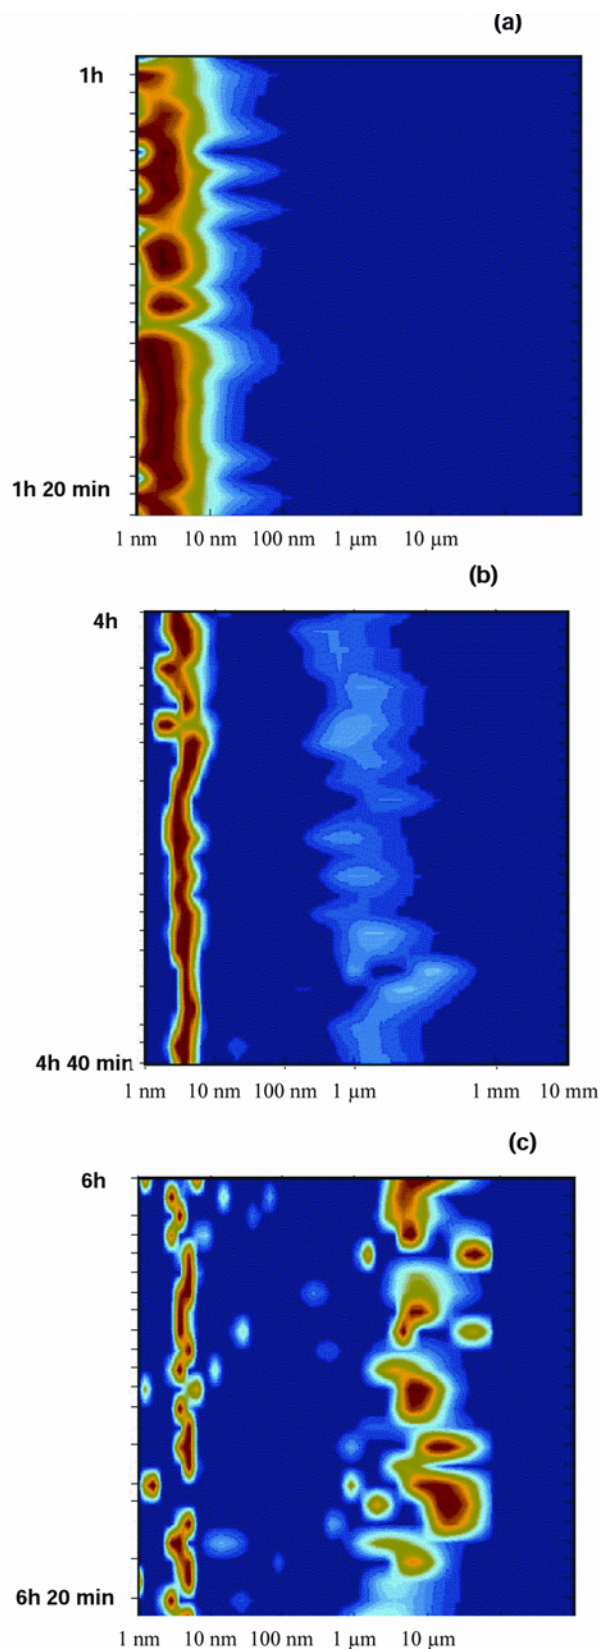 (a)
1h
1h 20 min
1 nm 10 nm 100 nm 1 μm 10 μm
(b)
4h
4h 40 min
1 nm 10 nm 100 nm 1 μm 1 mm 10 mm
(c)
6h
6h 20 min
1 nm 10 nm 100 nm 1 μm 10 μm